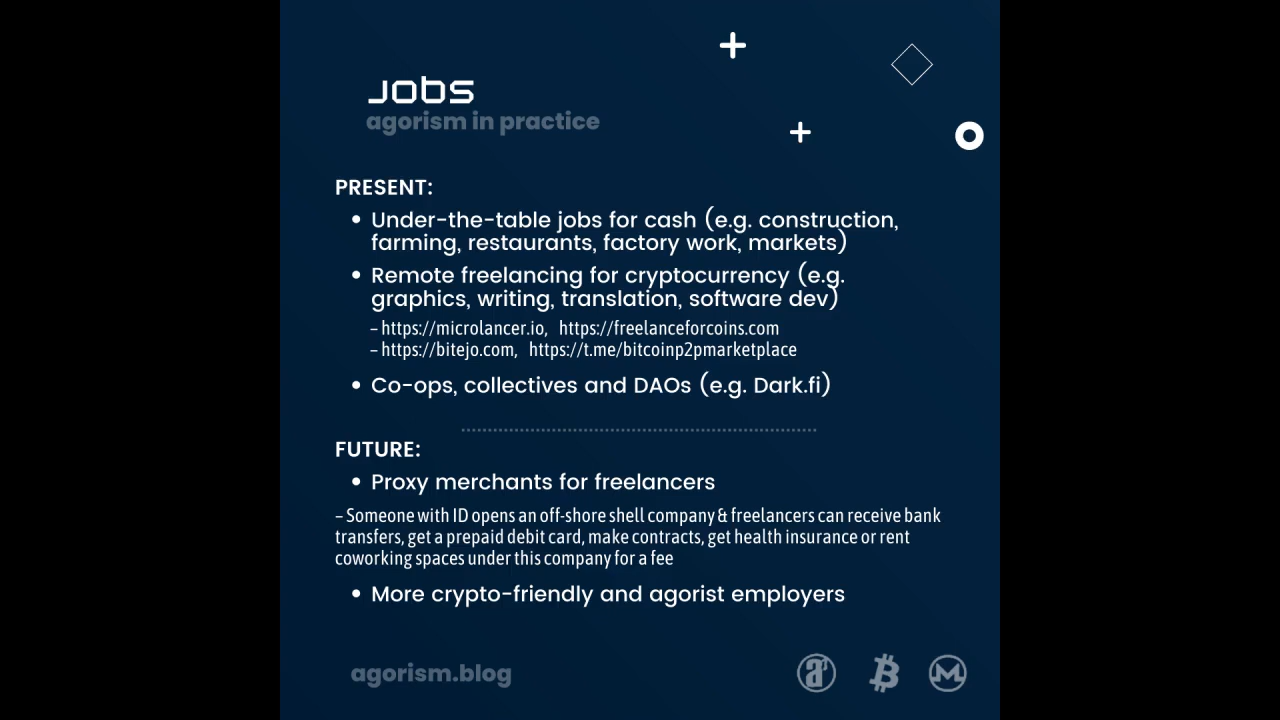 Jobs
agorism in practice
PRESENT:
• Under-the-table jobs for cash (e.g. construction,
farming, restaurants, factory work, markets)
• Remote freelancing for cryptocurrency (e.g.
graphics, writing, translation, software dev)
– https://microlancer.io, https://freelanceforcoins.com
– https://bitejo.com, https://t.me/bitcoinp2pmarketplace
• Co-ops, collectives and DAOs (e.g. Dark.fi)
FUTURE:
• Proxy merchants for freelancers
– Someone with ID opens an off-shore shell company & freelancers can receive bank
transfers, get a prepaid debit card, make contracts, get health insurance or rent
coworking spaces under this company for a fee
• More crypto-friendly and agorist employers
agorism.blog